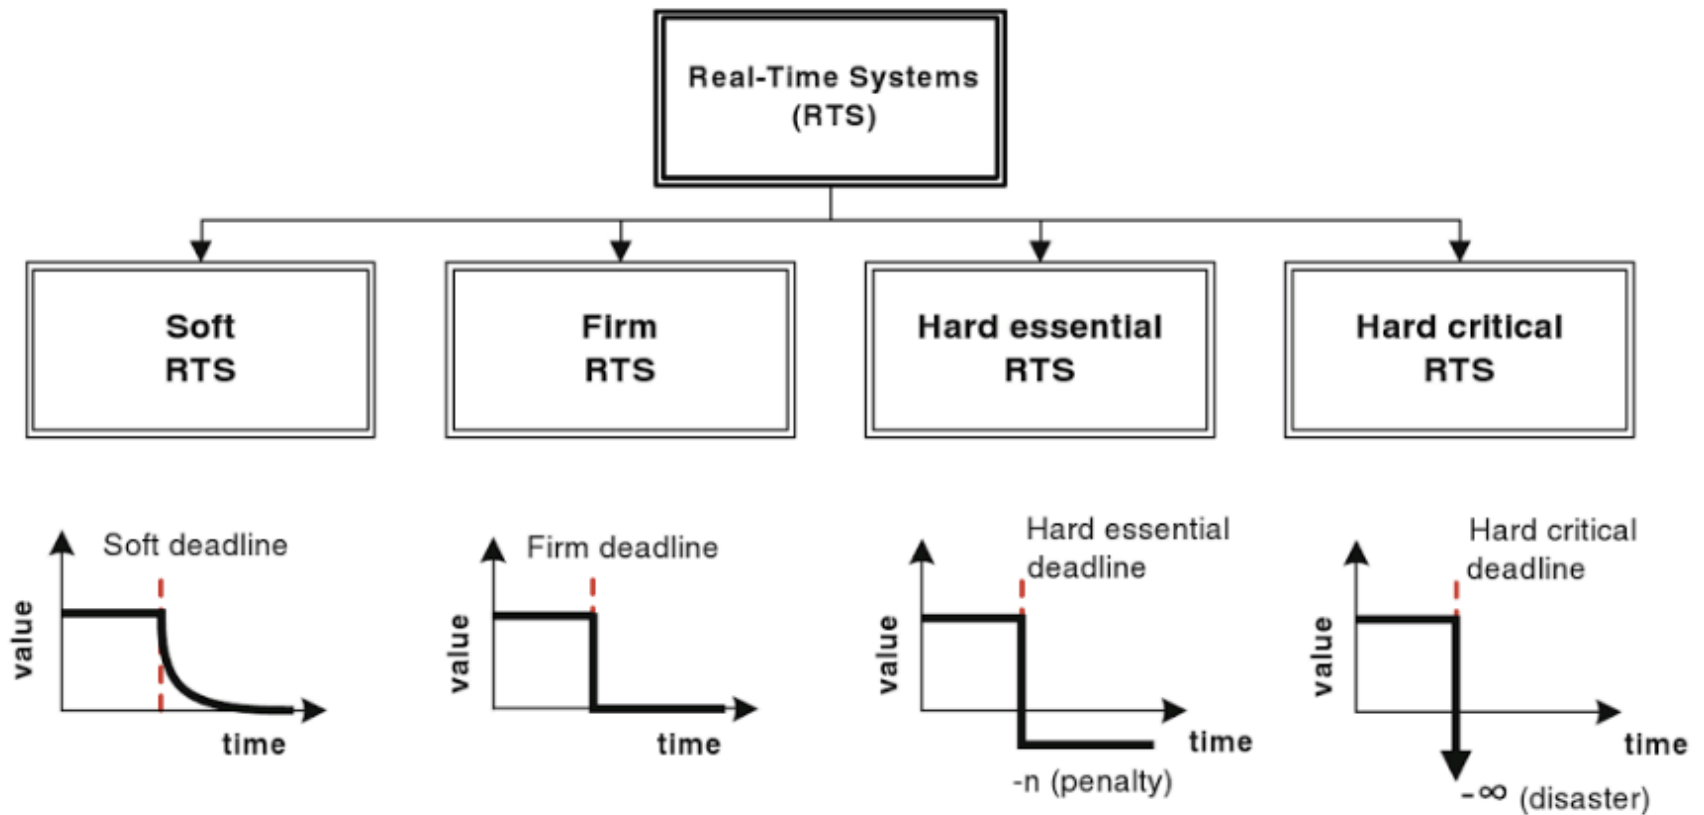 Real-Time Systems
(RTS)
Soft
RTS
Firm
RTS
Hard essential
RTS
Hard critical
RTS
Soft deadline
value
time
Firm deadline
value
time
Hard essential
deadline
value
time
-n (penalty)
Hard critical
deadline
value
time
-∞ (disaster)